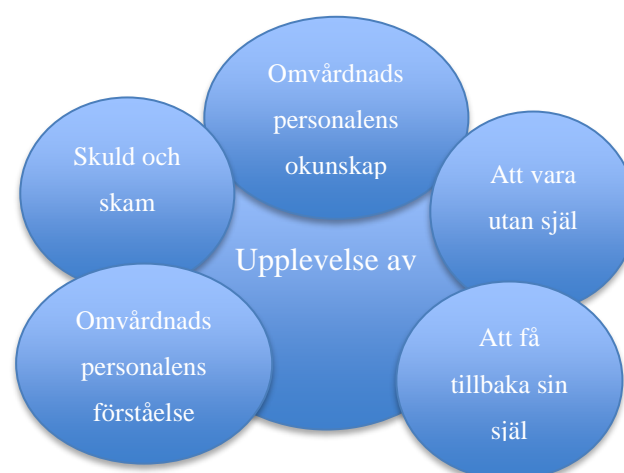 Omvårdnads
personalens
okunskap
Skuld och
skam
Att vara
utan själ
Upplevelse av
Omvårdnads
personalens
förståelse
Att få
tillbaka sin
själ